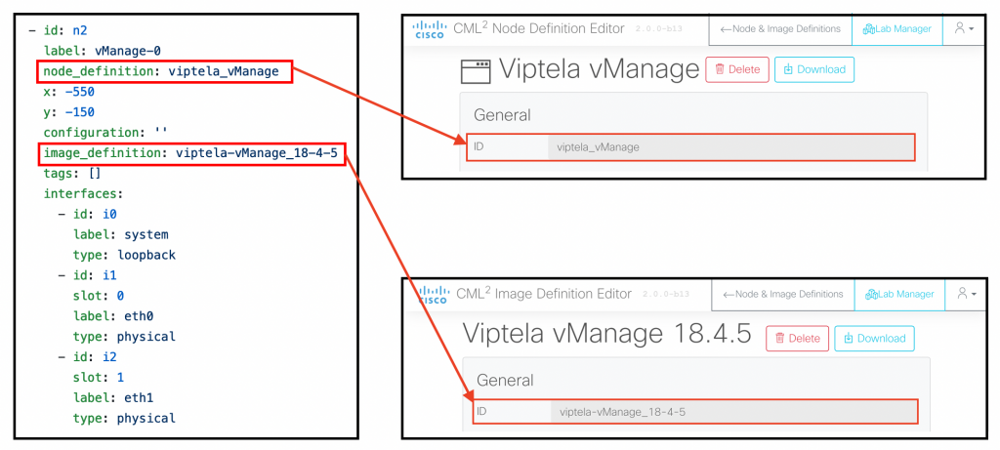 - id: n2
label: vManage-0
node_definition: viptela_vManage
x: -550
y: -150
configuration: ''
image_definition: viptela-vManage_18-4-5
tags: []
interfaces:
- id: i0
label: system
type: loopback
- id: i1
slot: 0
label: eth0
type: physical
- id: i2
slot: 1
label: eth1
type: physical
CISCO CML² Node Definition Editor 2.0.0-b13 ←Node & Image Definitions Lab Manager
Viptela vManage Delete Download
General
ID viptela_vManage
CISCO CML² Image Definition Editor 2.0.0-b13 ←Node & Image Definitions Lab Manager
Viptela vManage 18.4.5 Delete Download
General
ID viptela-vManage_18-4-5